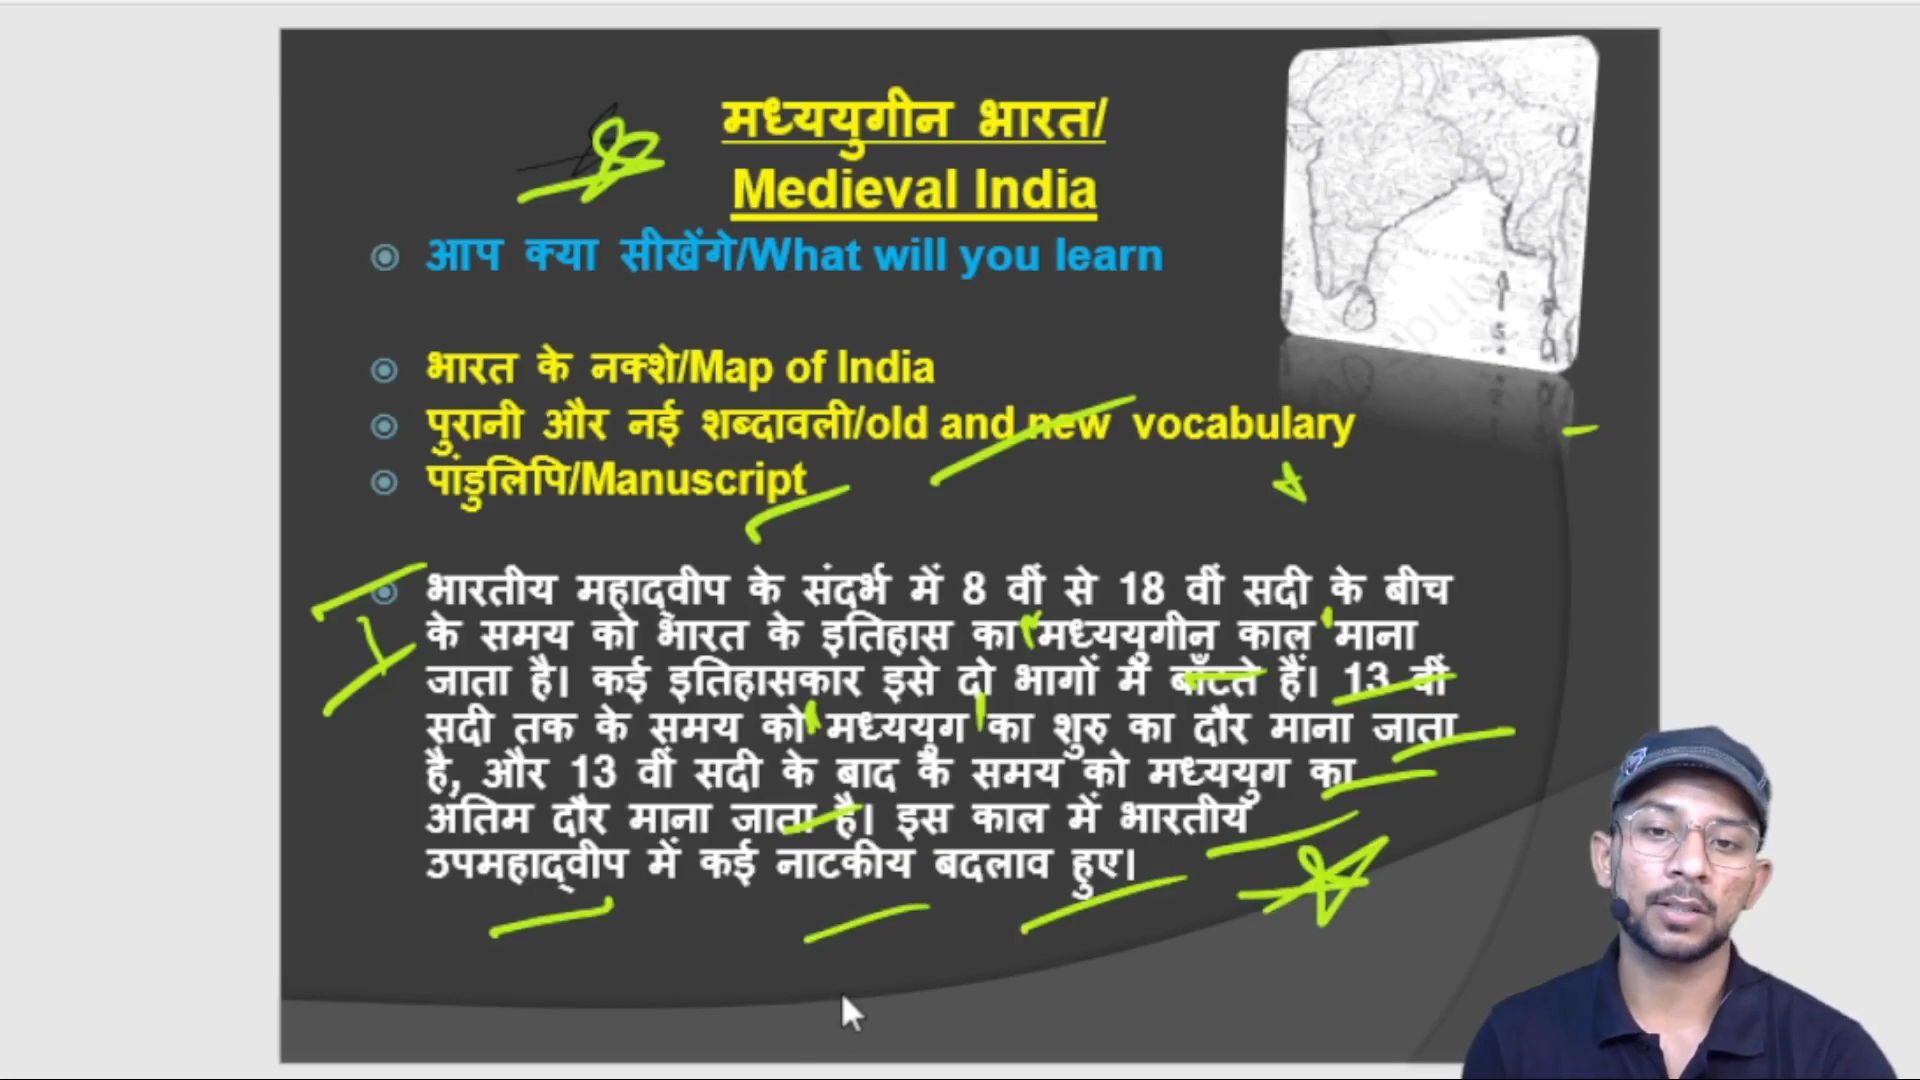 मध्ययुगीन भारत/
Medieval India
आप क्या सीखेंगे/What will you learn
भारत के नक्शे/Map of India
पुरानी और नई शब्दावली/old and new vocabulary
पांडुलिपि/Manuscript
भारतीय महाद्वीप के संदर्भ में 8 वीं से 18 वीं सदी के बीच
के समय को भारत के इतिहास का मध्ययुगीन काल माना
जाता है। कई इतिहासकार इसे दो भागों में बाँटते हैं। 13 वीं
सदी तक के समय को मध्ययुग का शुरु का दौर माना जाता
है, और 13 वीं सदी के बाद के समय को मध्ययुग का
अंतिम दौर माना जाता है। इस काल में भारतीय
उपमहाद्वीप में कई नाटकीय बदलाव हुए।